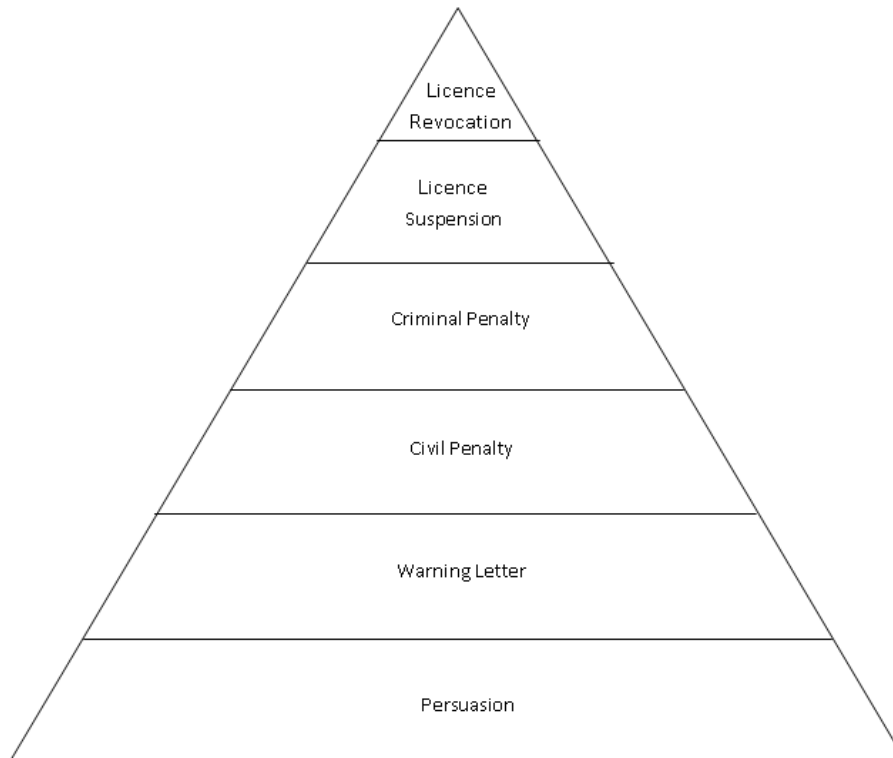 Licence
Revocation
Licence
Suspension
Criminal Penalty
Civil Penalty
Warning Letter
Persuasion